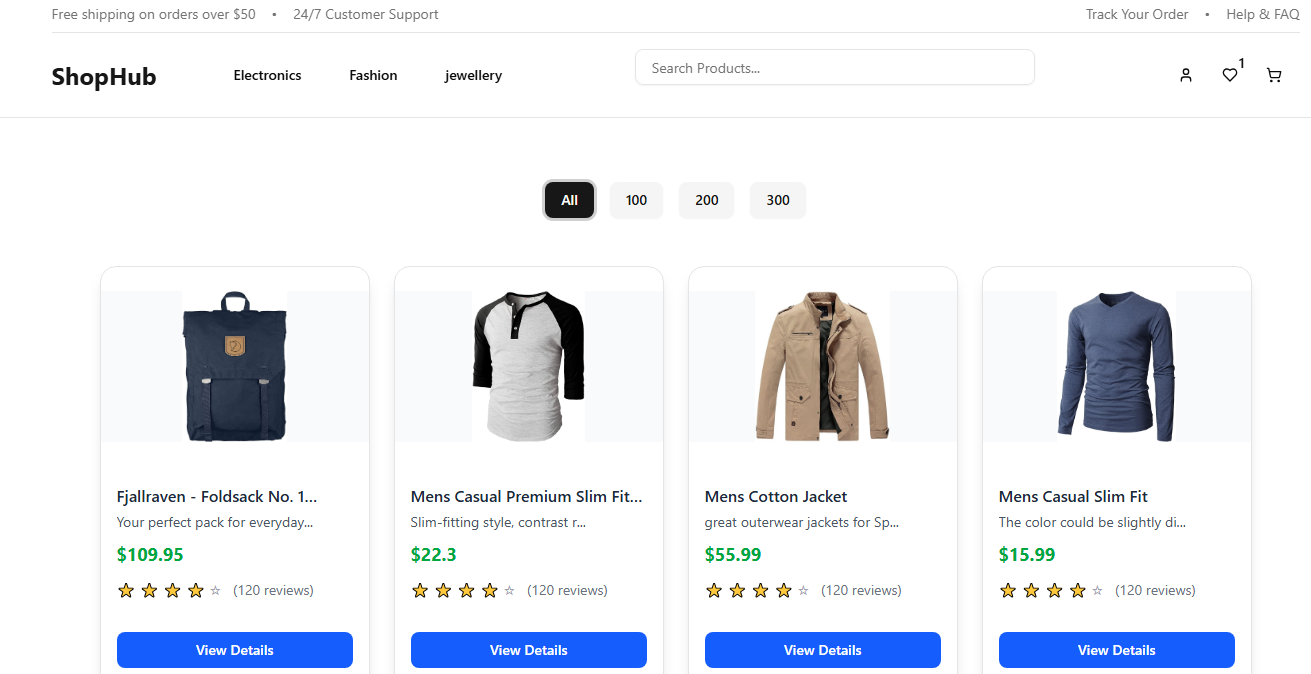 Free shipping on orders over $50 • 24/7 Customer Support Track Your Order • Help & FAQ
ShopHub Electronics Fashion jewellery Search Products... 1
All 100 200 300
Fjallraven - Foldsack No. 1... Mens Casual Premium Slim Fit... Mens Cotton Jacket Mens Casual Slim Fit
Your perfect pack for everyday... Slim-fitting style, contrast r... great outerwear jackets for Sp... The color could be slightly di...
$109.95 $22.3 $55.99 $15.99
(120 reviews) (120 reviews) (120 reviews) (120 reviews)
View Details View Details View Details View Details